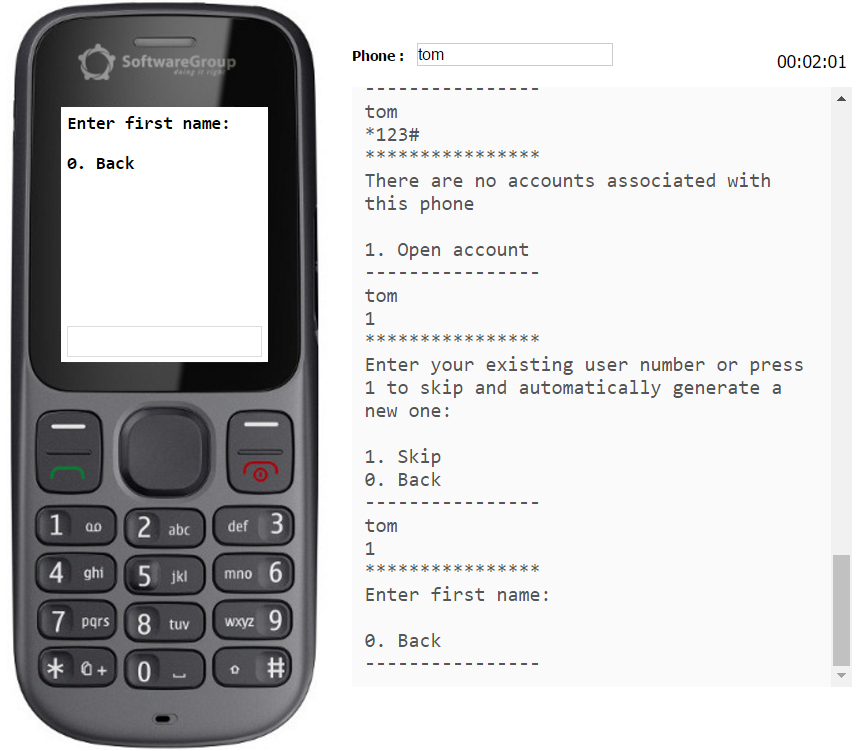 SoftwareGroup
doing it right
Enter first name:
0. Back
1
2 abc
def 3
4 ghi
5 jkl
mno 6
7 pqrs
8 tuv
wxyz 9
* +
0
#
Phone : tom
00:02:01
----------------
tom
*123#
****************
There are no accounts associated with
this phone
1. Open account
----------------
tom
1
****************
Enter your existing user number or press
1 to skip and automatically generate a
new one:
1. Skip
0. Back
----------------
tom
1
****************
Enter first name:
0. Back
----------------